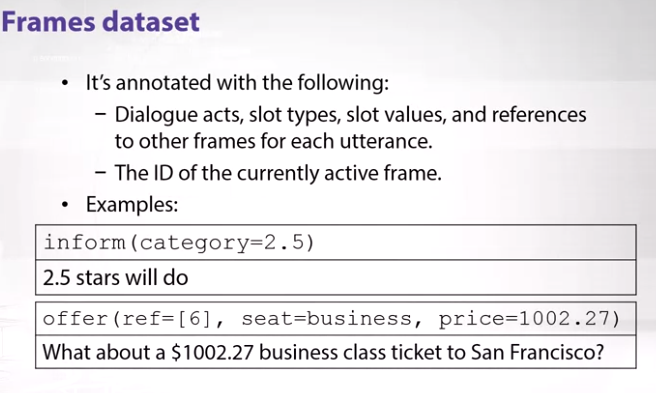 Frames dataset
• It's annotated with the following:
– Dialogue acts, slot types, slot values, and references
to other frames for each utterance.
– The ID of the currently active frame.
• Examples:
inform(category=2.5)
2.5 stars will do
offer(ref=[6], seat=business, price=1002.27)
What about a $1002.27 business class ticket to San Francisco?